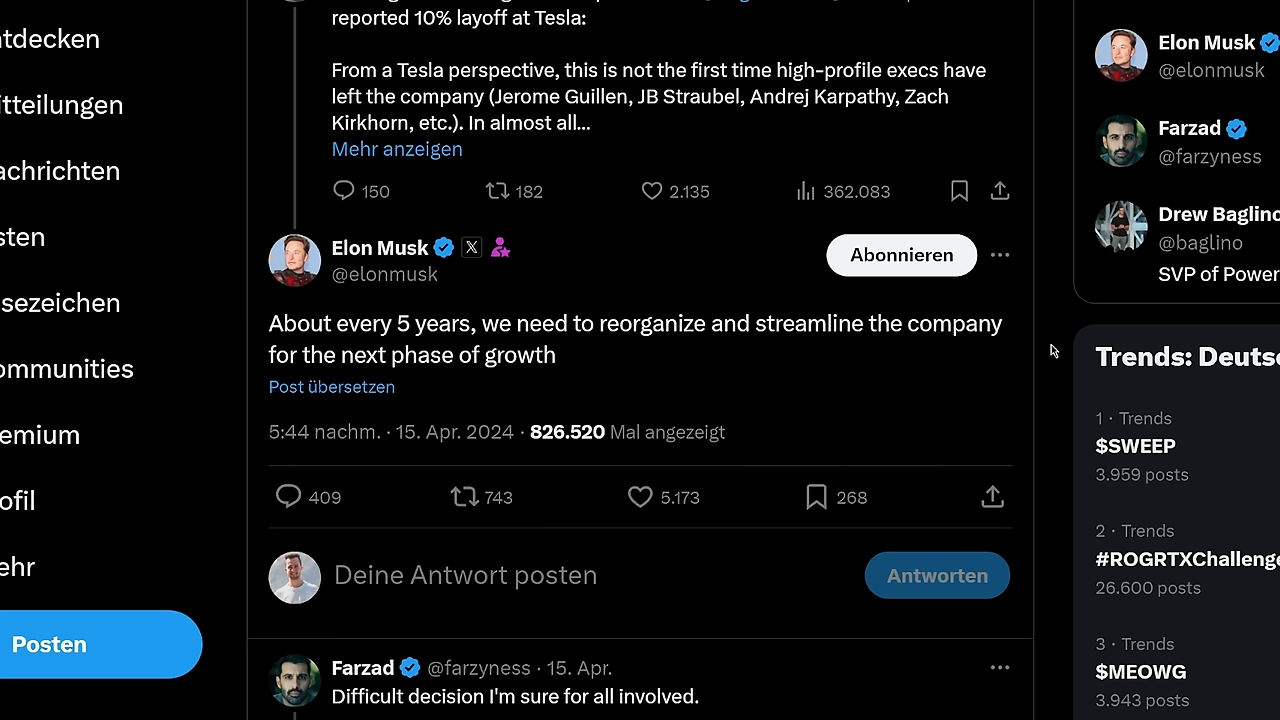 tdecken
itteilungen
achrichten
sten
sezeichen
ommunities
emium
ofil
ehr
Posten
reported 10% layoff at Tesla:
From a Tesla perspective, this is not the first time high-profile execs have
left the company (Jerome Guillen, JB Straubel, Andrej Karpathy, Zach
Kirkhorn, etc.). In almost all...
Mehr anzeigen
150 182 2.135 362.083
Elon Musk
@elonmusk
Abonnieren
About every 5 years, we need to reorganize and streamline the company
for the next phase of growth
Post übersetzen
5:44 nachm. · 15. Apr. 2024 · 826.520 Mal angezeigt
409 743 5.173 268
Deine Antwort posten
Antworten
Farzad @farzyness · 15. Apr.
Difficult decision I'm sure for all involved.
Elon Musk
@elonmusk
Farzad
@farzyness
Drew Baglino
@baglino
SVP of Power
Trends: Deuts
1 · Trends
$SWEEP
3.959 posts
2 · Trends
#ROGRTXChallenge
26.600 posts
3 · Trends
$MEOWG
3.943 posts